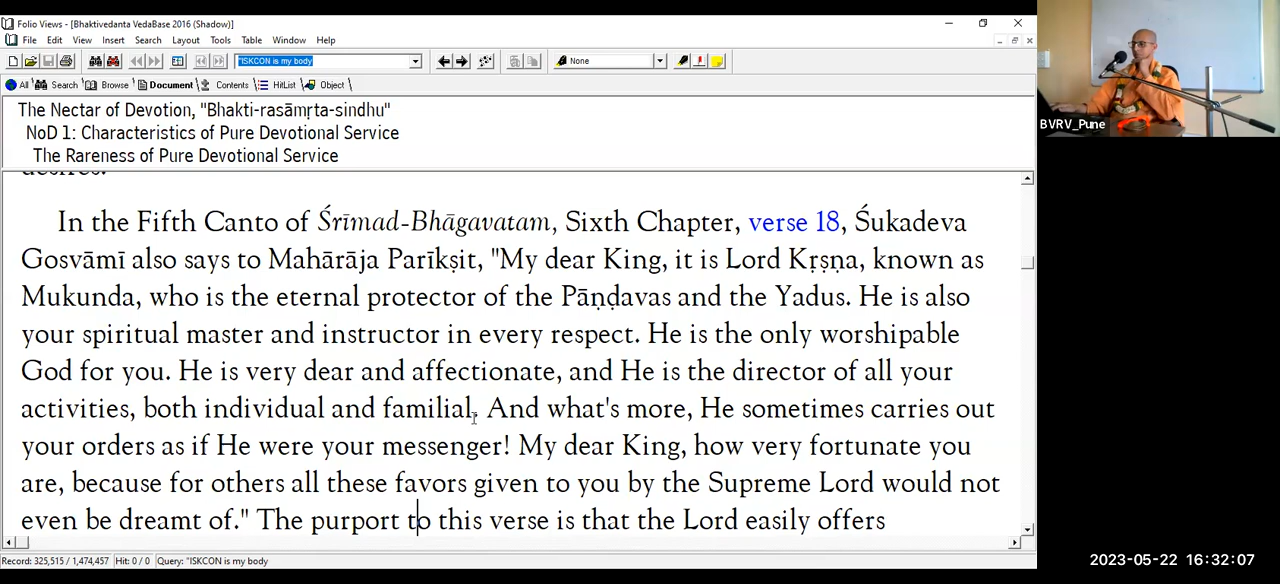 Folio Views - [Bhaktivedanta VedaBase 2016 (Shadow)]
File Edit View Insert Search Layout Tools Table Window Help
"ISKCON is my body
None
All Search Browse Document Contents HitList Object
The Nectar of Devotion, "Bhakti-rasāmṛta-sindhu"
NoD 1: Characteristics of Pure Devotional Service
The Rareness of Pure Devotional Service
desires.
In the Fifth Canto of Śrīmad-Bhāgavatam, Sixth Chapter, verse 18, Śukadeva
Gosvāmī also says to Mahārāja Parīkṣit, "My dear King, it is Lord Kṛṣṇa, known as
Mukunda, who is the eternal protector of the Pāṇḍavas and the Yadus. He is also
your spiritual master and instructor in every respect. He is the only worshipable
God for you. He is very dear and affectionate, and He is the director of all your
activities, both individual and familial. And what's more, He sometimes carries out
your orders as if He were your messenger! My dear King, how very fortunate you
are, because for others all these favors given to you by the Supreme Lord would not
even be dreamt of." The purport to this verse is that the Lord easily offers
Record: 325,515 / 1,474,457 Hit: 0 / 0 Query: "ISKCON is my body
BVRV_Pune
2023-05-22 16:32:07